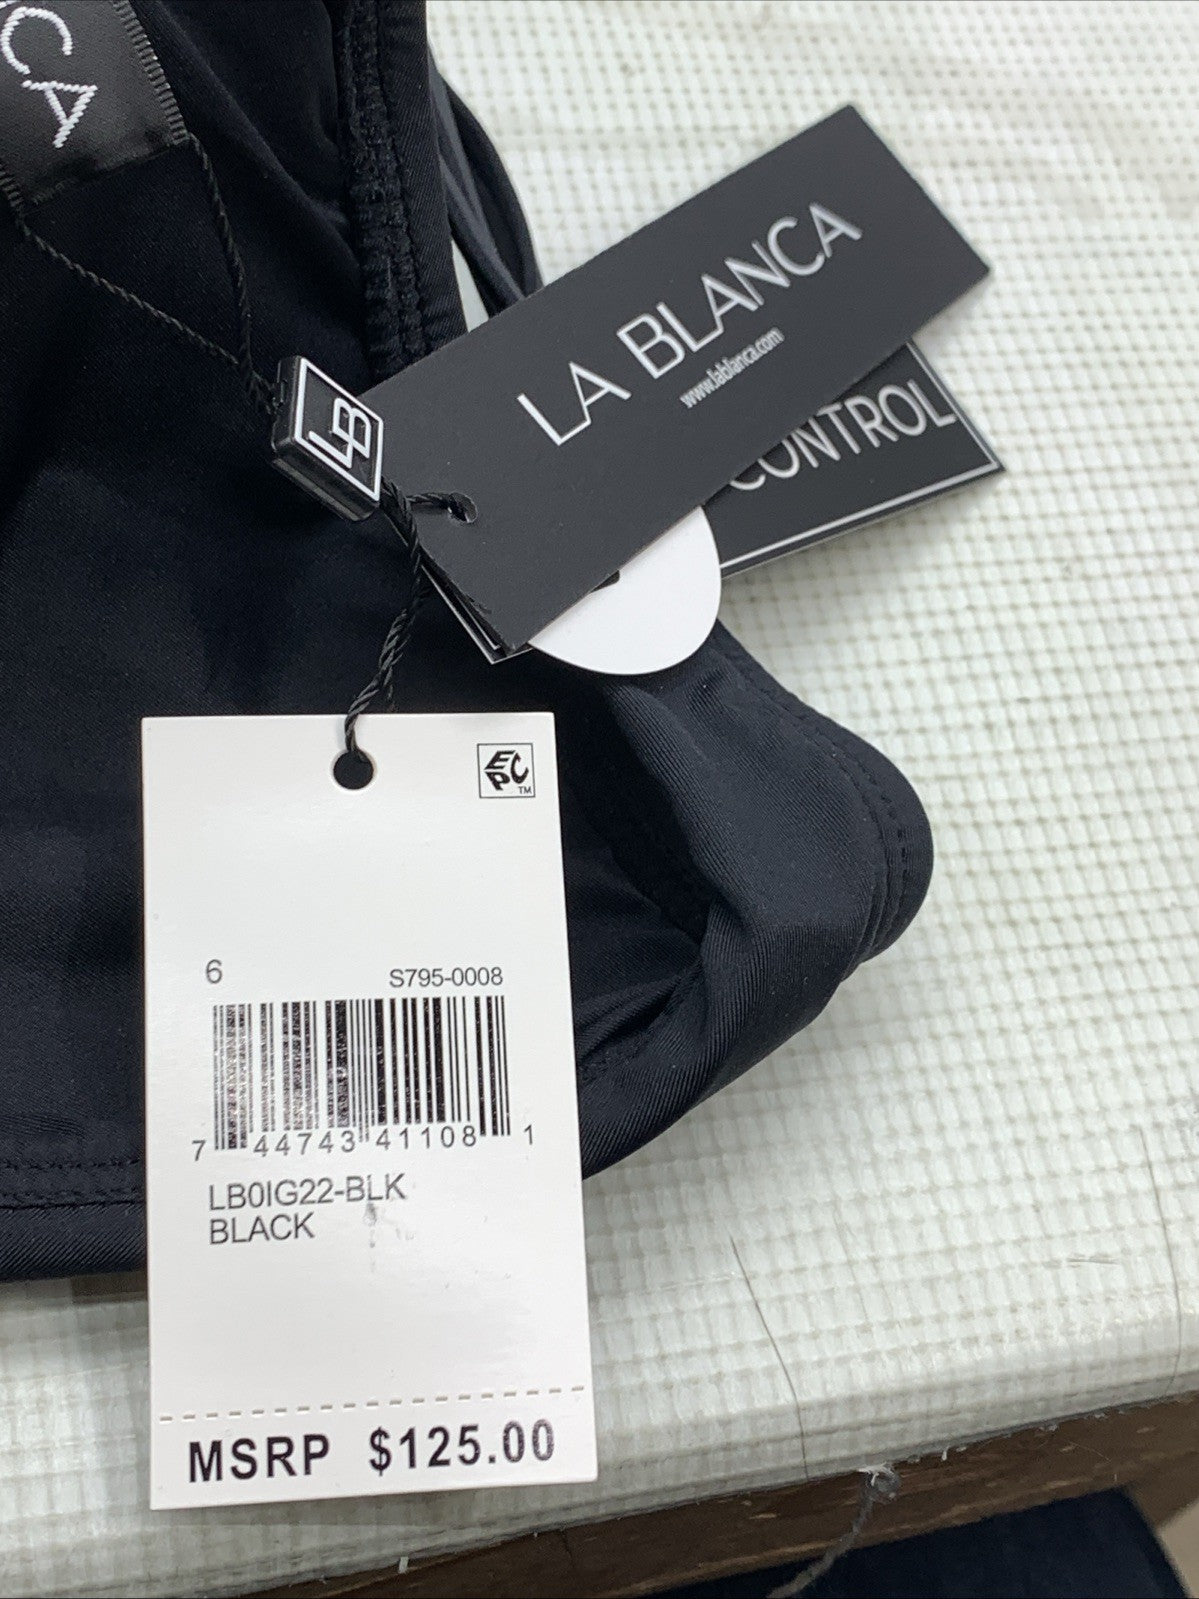 CA
LA BLANCA
www.lablanca.com
CONTROL
LB
EPC
TM
6
S795-0008
7 44743 41108 1
LB0IG22-BLK
BLACK
MSRP $125.00